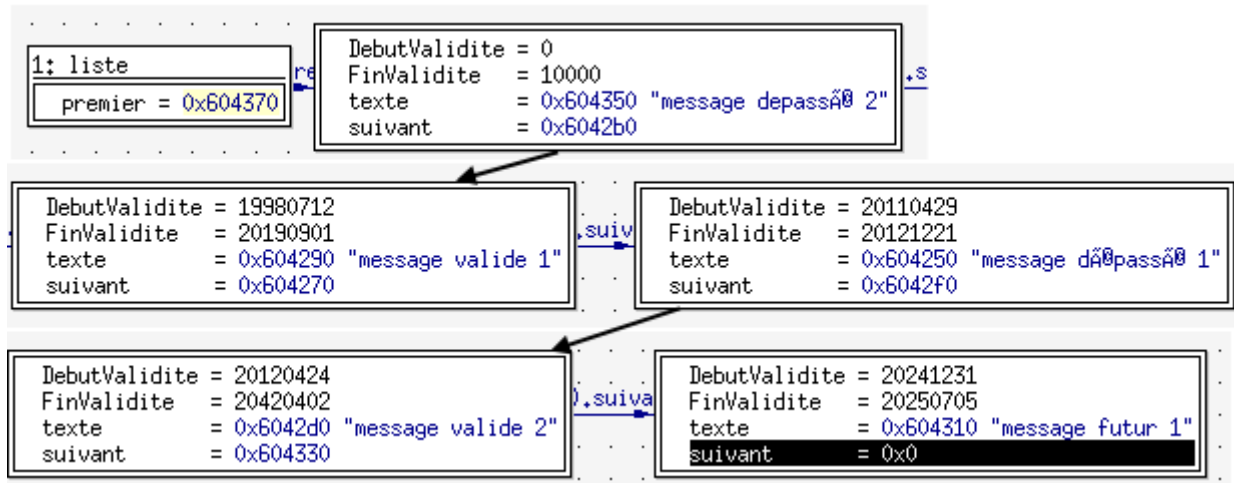 1: liste
premier = 0x604370
re
DebutValidite = 0
FinValidite = 10000
texte = 0x604350 "message depassÃ® 2"
suivant = 0x6042b0
.s
DebutValidite = 19980712
FinValidite = 20190901
texte = 0x604290 "message valide 1"
suivant = 0x604270
.suiv
DebutValidite = 20110429
FinValidite = 20121221
texte = 0x604250 "message dÃ®passÃ® 1"
suivant = 0x6042f0
DebutValidite = 20120424
FinValidite = 20420402
texte = 0x6042d0 "message valide 2"
suivant = 0x604330
).suiva
DebutValidite = 20241231
FinValidite = 20250705
texte = 0x604310 "message futur 1"
suivant = 0x0